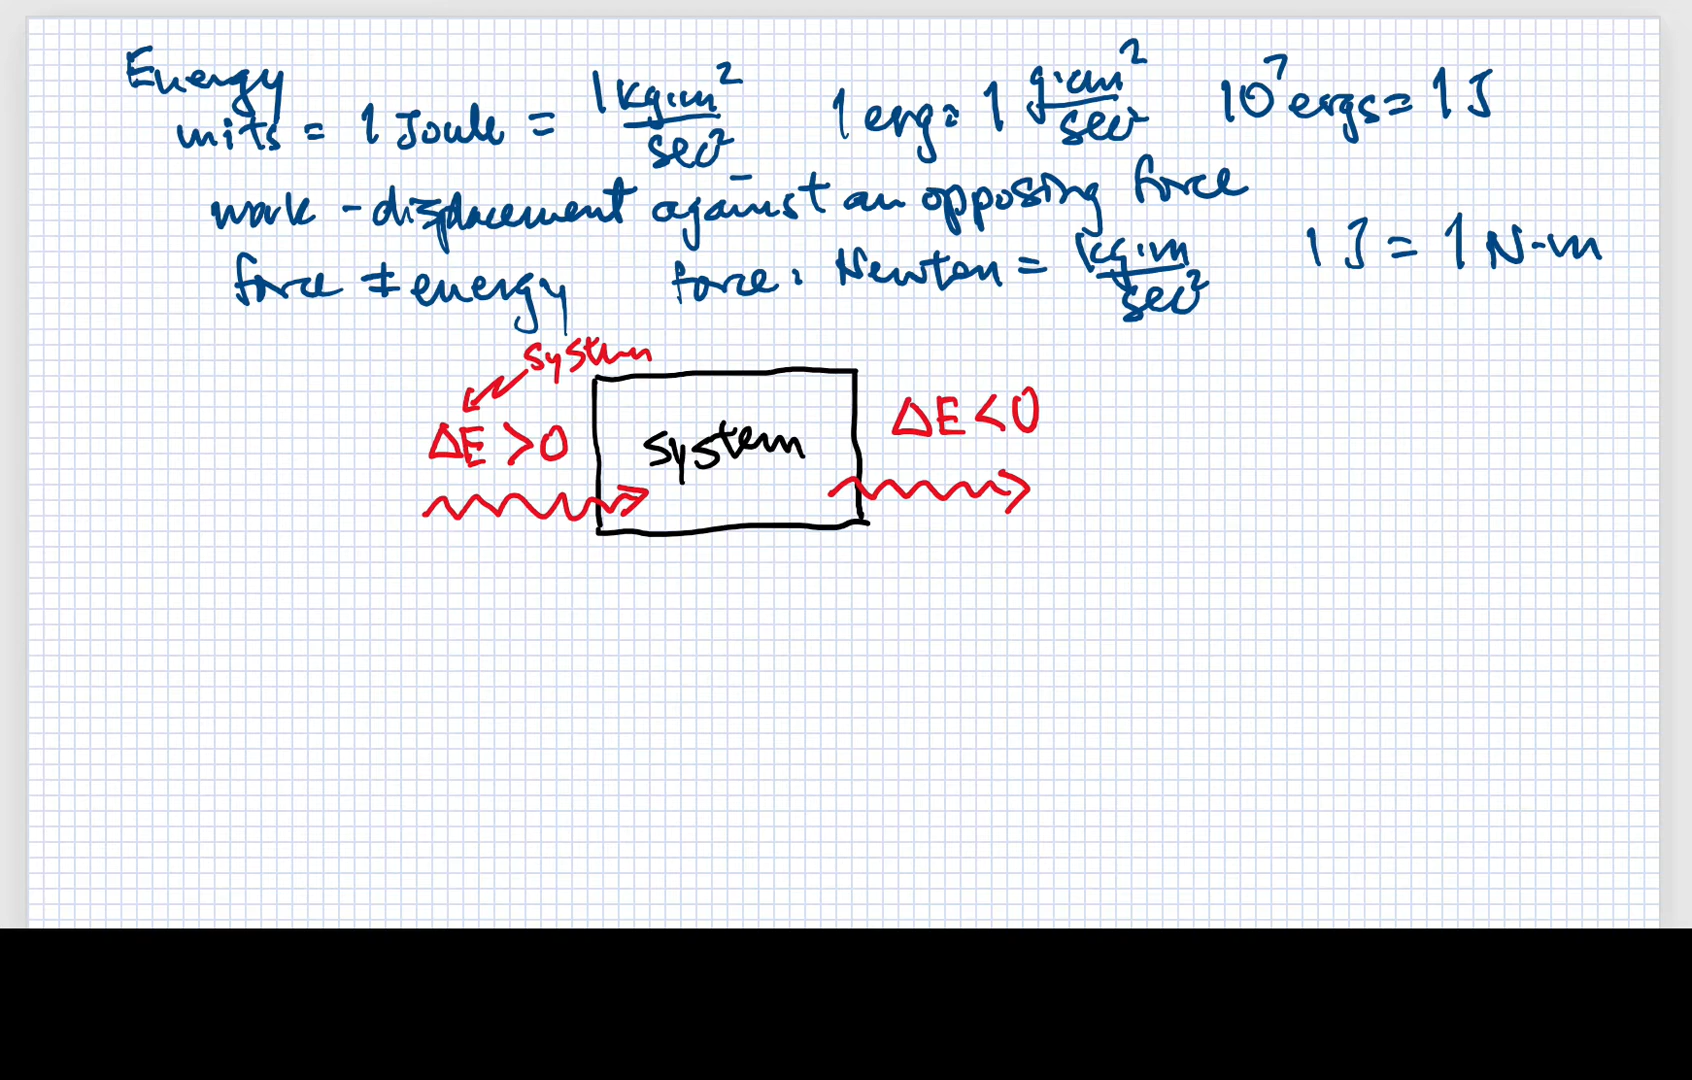 Energy
units = 1 Joule = 1 kg·m²/sec² 1 erg = 1 g·cm²/sec² 10⁷ ergs = 1 J
work - displacement against an opposing force
force ≠ energy force: Newton = 1 kg·m/sec² 1 J = 1 N-m
system
ΔE > 0 system ΔE < 0